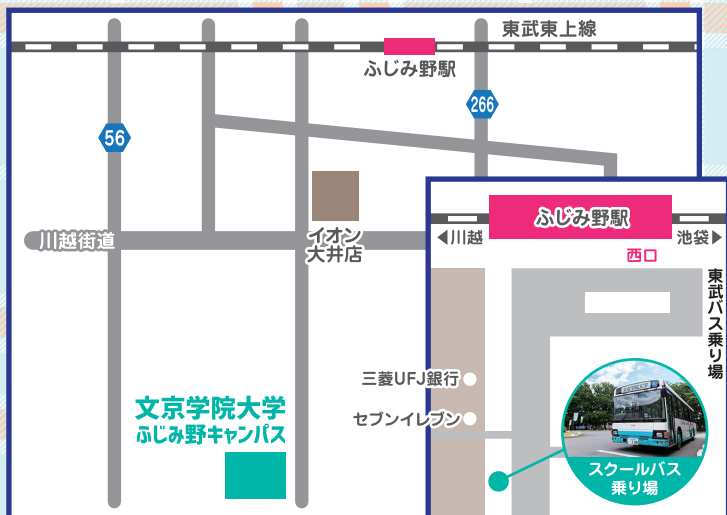 東武東上線
ふじみ野駅
266
56
川越街道
イオン
大井店
文京学院大学
ふじみ野キャンパス
ふじみ野駅
◀川越
池袋▶
西口
東武バス乗り場
三菱UFJ銀行
セブンイレブン
スクールバス
乗り場